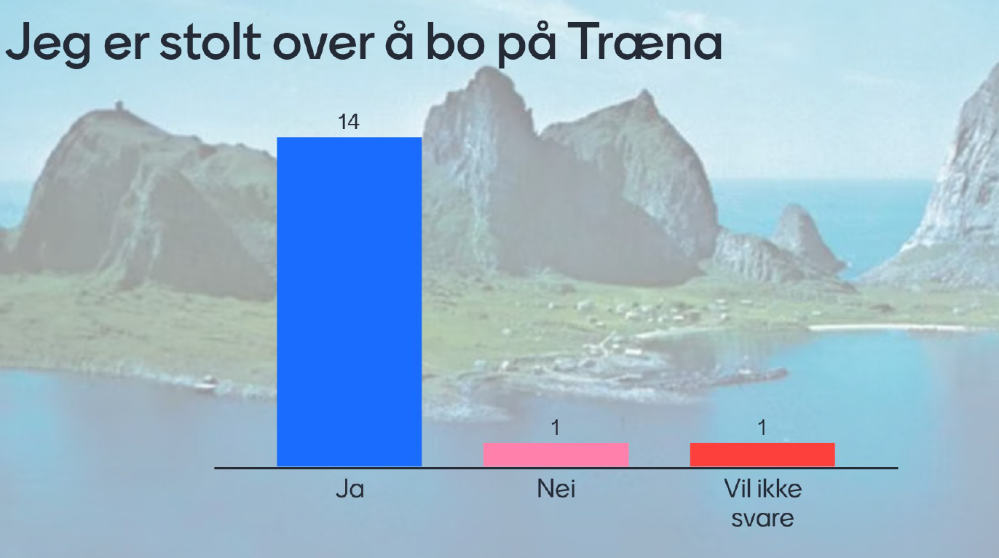 Jeg er stolt over å bo på Træna
14
1
1
Ja
Nei
Vil ikke
svare